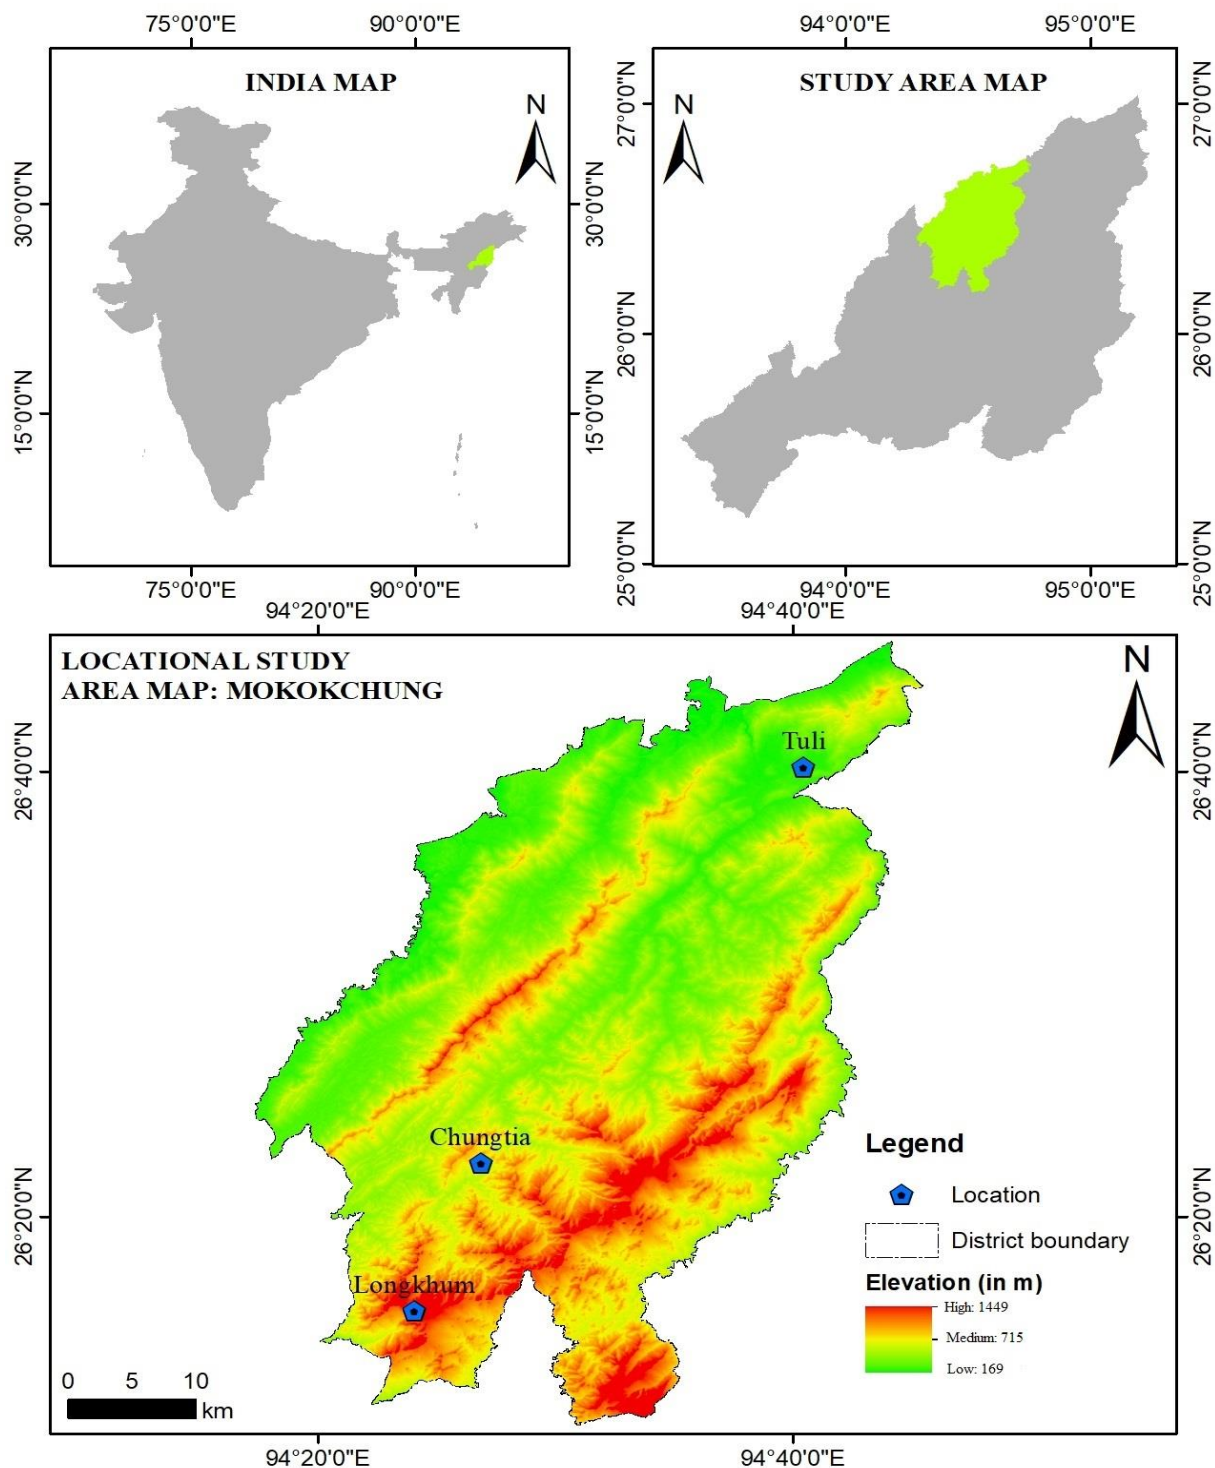 75°0'0"E 90°0'0"E
INDIA MAP
N
30°0'0"N
30°0'0"N
15°0'0"N
15°0'0"N
75°0'0"E 90°0'0"E
94°0'0"E 95°0'0"E
STUDY AREA MAP
N
27°0'0"N
27°0'0"N
26°0'0"N
26°0'0"N
25°0'0"N
25°0'0"N
94°0'0"E 95°0'0"E
94°20'0"E 94°40'0"E
LOCATIONAL STUDY
AREA MAP: MOKOKCHUNG
N
Tuli
26°40'0"N
26°40'0"N
Chungtia
26°20'0"N
26°20'0"N
Longkhum
Legend
Location
District boundary
Elevation (in m)
High: 1449
Medium: 715
Low: 169
0 5 10
km
94°20'0"E 94°40'0"E